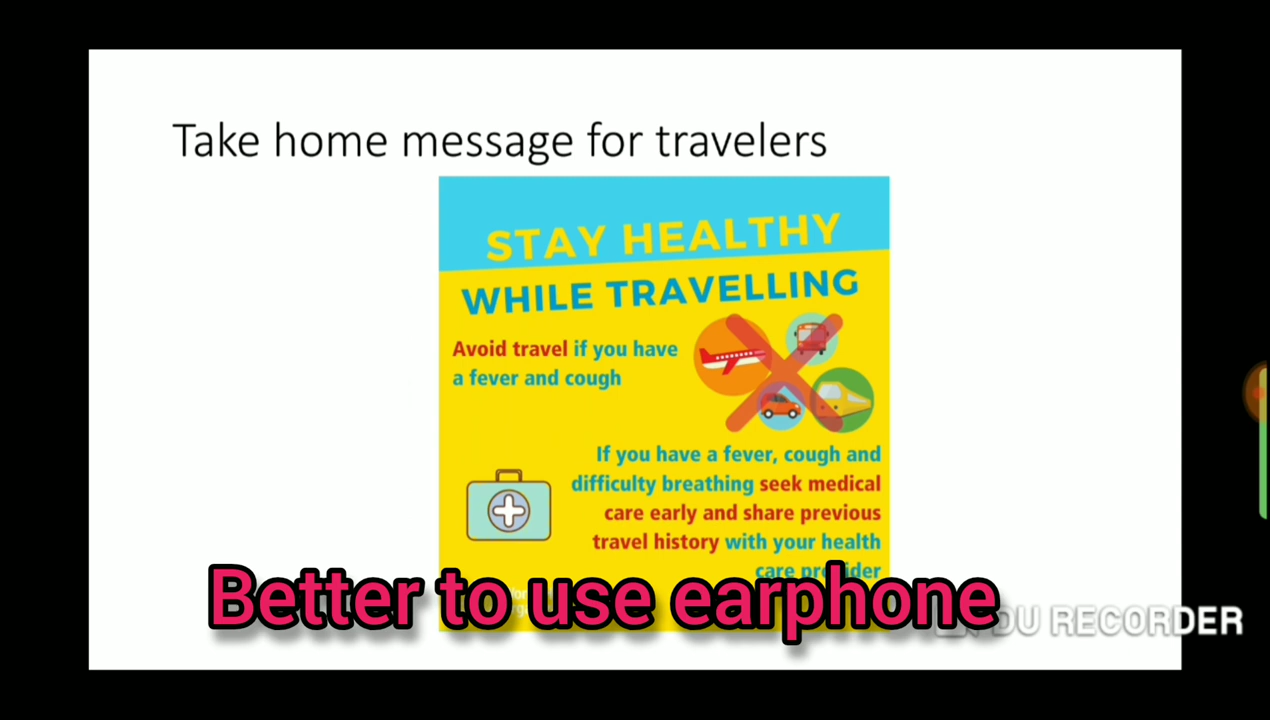 Take home message for travelers
STAY HEALTHY
WHILE TRAVELLING
Avoid travel if you have
a fever and cough
If you have a fever, cough and
difficulty breathing seek medical
care early and share previous
travel history with your health
care provider
Better to use earphone
DU RECORDER